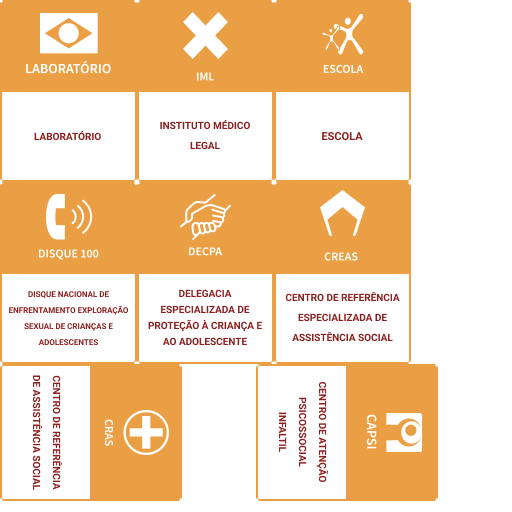 LABORATÓRIO
IML
ESCOLA
LABORATÓRIO
INSTITUTO MÉDICO
LEGAL
ESCOLA
DISQUE 100
DECPA
CREAS
DISQUE NACIONAL DE
ENFRENTAMENTO EXPLORAÇÃO
SEXUAL DE CRIANÇAS E
ADOLESCENTES
DELEGACIA
ESPECIALIZADA DE
PROTEÇÃO À CRIANÇA E
AO ADOLESCENTE
CENTRO DE REFERÊNCIA
ESPECIALIZADA DE
ASSISTÊNCIA SOCIAL
CENTRO DE REFERÊNCIA
DE ASSISTÊNCIA SOCIAL
CRAS
CENTRO DE ATENÇÃO
PSICOSSOCIAL
INFALTIL
CAPSI